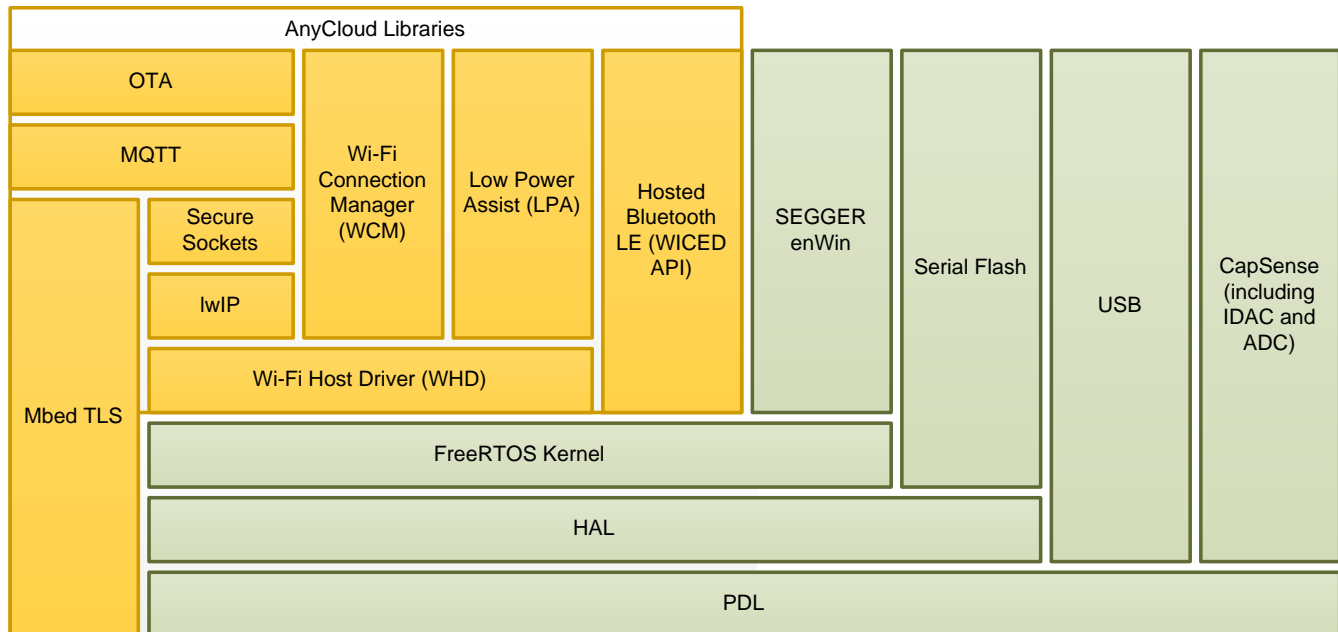 AnyCloud Libraries
OTA
MQTT
Wi-Fi
Connection
Manager
(WCM)
Low Power
Assist (LPA)
Hosted
Bluetooth
LE (WICED
API)
SEGGER
enWin
Serial Flash
USB
CapSense
(including
IDAC and
ADC)
Secure
Sockets
lwIP
Wi-Fi Host Driver (WHD)
Mbed TLS
FreeRTOS Kernel
HAL
PDL